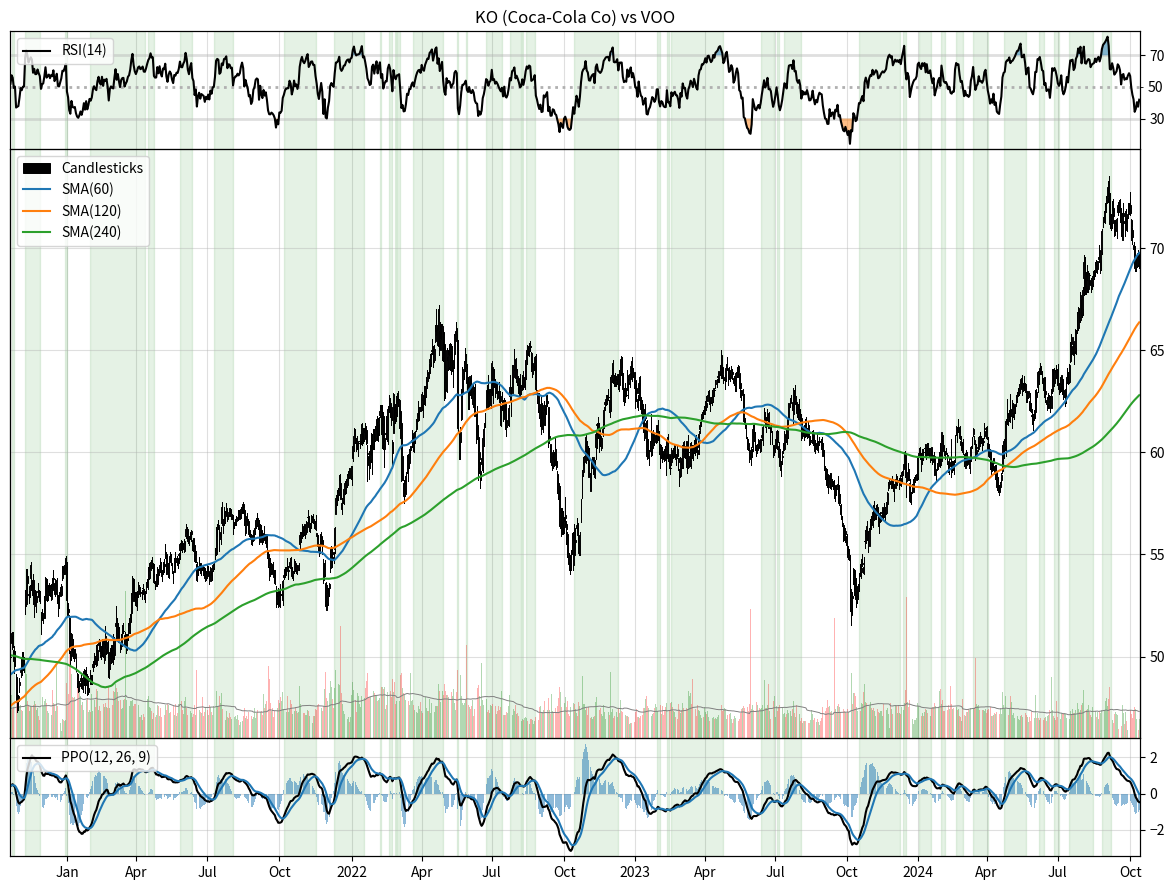 KO (Coca-Cola Co) vs VOO
RSI(14)
70
50
30
Candlesticks
SMA(60)
SMA(120)
SMA(240)
70
65
60
55
50
PPO(12, 26, 9)
2
0
−2
Jan Apr Jul Oct 2022 Apr Jul Oct 2023 Apr Jul Oct 2024 Apr Jul Oct